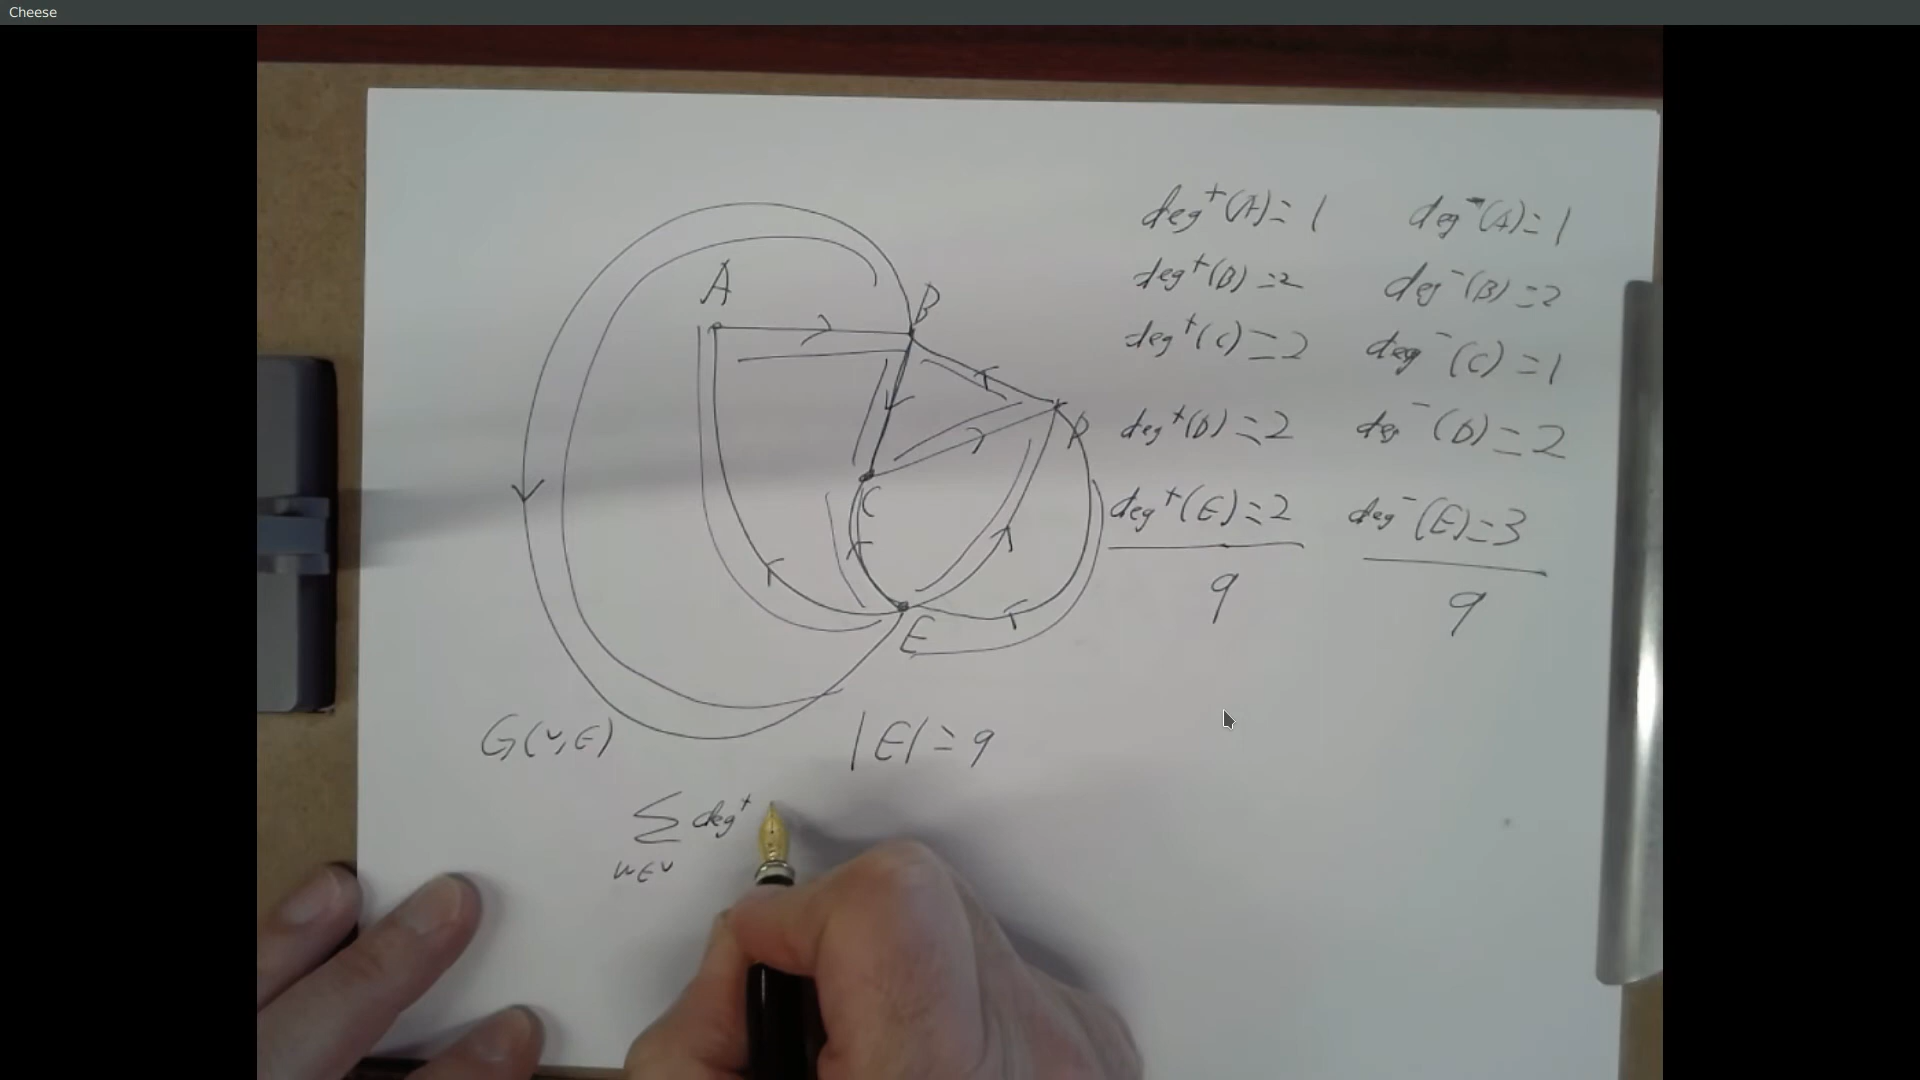 Cheese
A
B
D
C
E
deg⁺(A)=1 deg⁻(A)=1
deg⁺(B)=2 deg⁻(B)=2
deg⁺(C)=2 deg⁻(C)=1
deg⁺(D)=2 deg⁻(D)=2
deg⁺(E)=2 deg⁻(E)=3
9 9
G(V,E) |E|=9
∑ deg⁺
v∈V